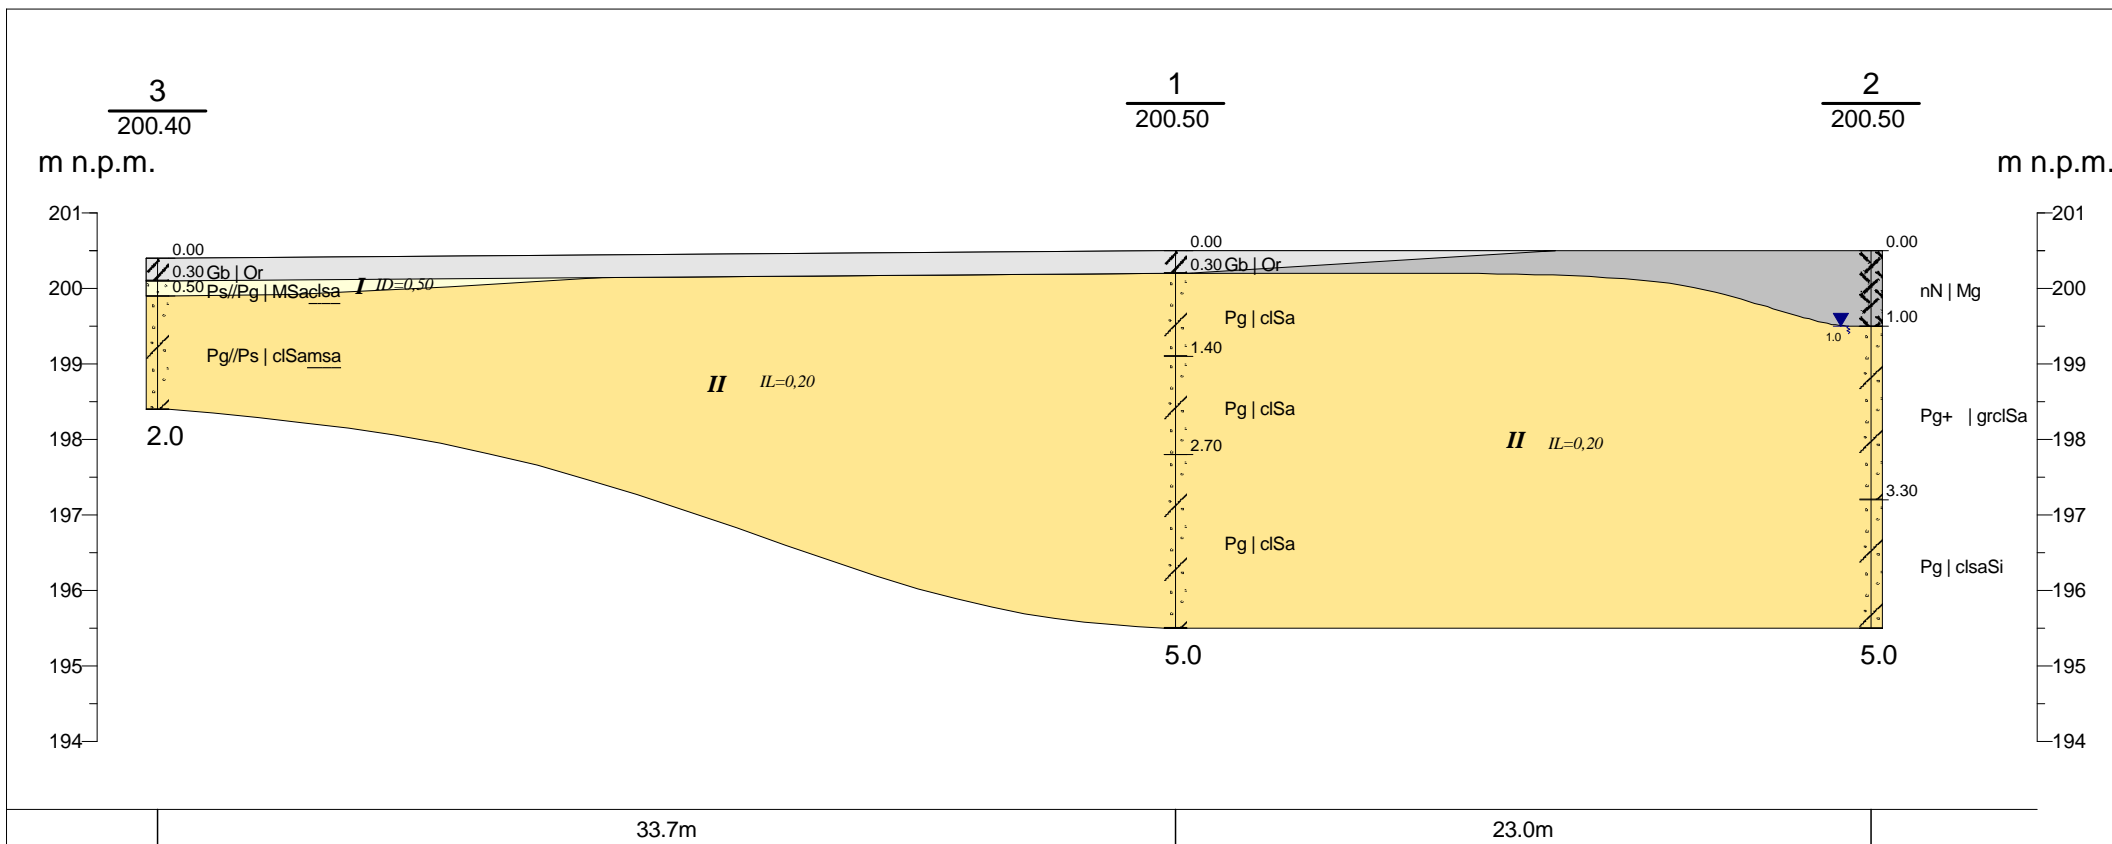 3
200.40
1
200.50
2
200.50
m n.p.m.
m n.p.m.
201
200
199
198
197
196
195
194
0.00
0.30 Gb | Or
0.50 Ps//Pg | MSaclsa
I ID=0,50
Pg//Ps | clSamsa
2.0
II IL=0,20
0.00
0.30 Gb | Or
Pg | clSa
1.40
Pg | clSa
2.70
Pg | clSa
5.0
II IL=0,20
0.00
nN | Mg
1.00
1.0
Pg+ | grclSa
3.30
Pg | clsaSi
5.0
201
200
199
198
197
196
195
194
33.7m
23.0m